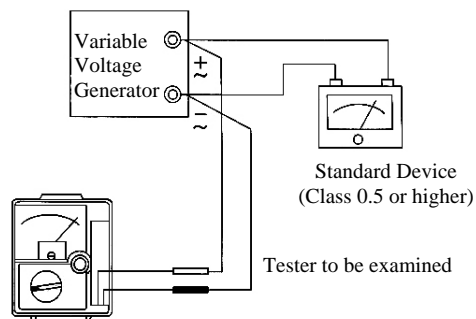 Variable
Voltage
Generator
+
~
−
~
Standard Device
(Class 0.5 or higher)
Tester to be examined